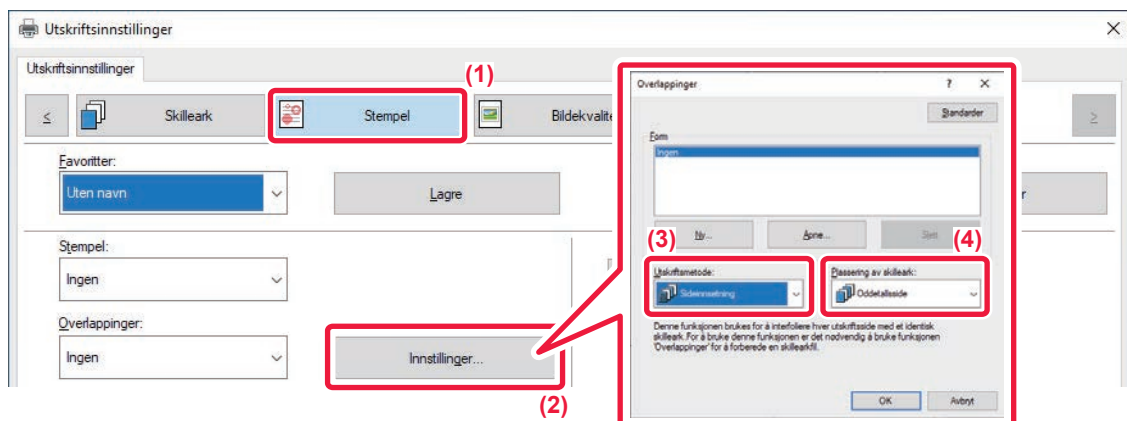 Utskriftsinnstillinger
Utskriftsinnstillinger
(1)
Skilleark
Stempel
Favoritter:
Uten navn
Lagre
Stempel:
Ingen
Overlappinger:
Ingen
Innstillinger...
(2)
Overlappinger
Standarder
Form
Ingen
Ny...
Åpne...
Slett
(3)
(4)
Utskriftsmetode:
Plassering av skilleark:
Sideinnsetning
Oddetallsside
Denne funksjonen brukes for å interfoliere hver utskriftsside med et identisk
skilleark.For å bruke denne funksjonen er det nødvendig å bruke funksjonen
'Overlappinger' for å forberede en skillearkfil.
OK
Avbryt